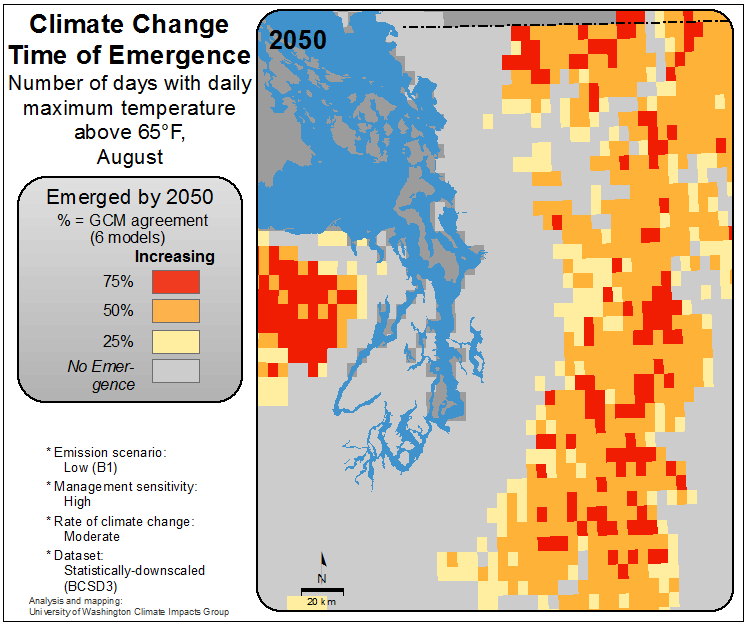 Climate Change
Time of Emergence
Number of days with daily
maximum temperature
above 65°F,
August
Emerged by 2050
% = GCM agreement
(6 models)
Increasing
75%
50%
25%
No Emer-
gence
* Emission scenario:
Low (B1)
* Management sensitivity:
High
* Rate of climate change:
Moderate
* Dataset:
Statistically-downscaled
(BCSD3)
Analysis and mapping:
University of Washington Climate Impacts Group
2050
N
20 km